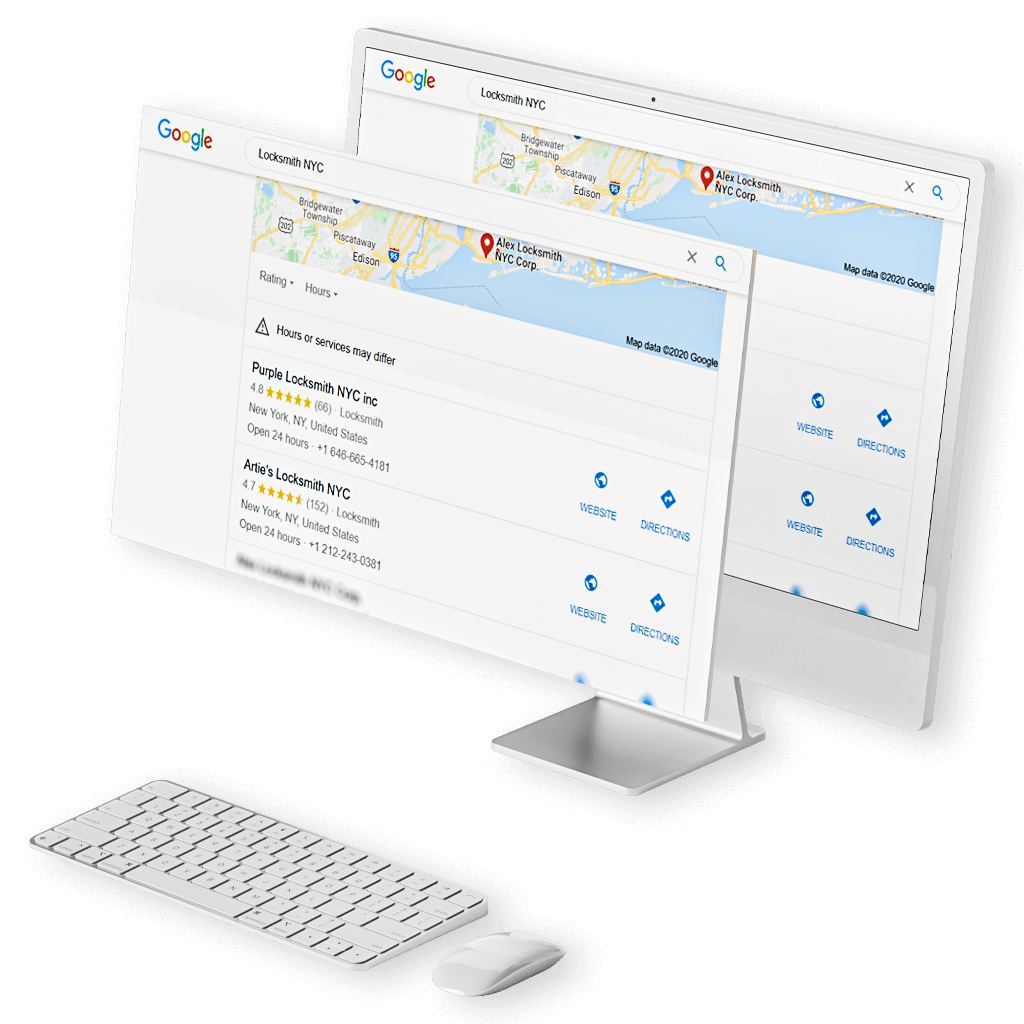 Google
Locksmith NYC
Bridgewater
Township
202
Piscataway
Edison
95
Alex Locksmith
NYC Corp.
Map data ©2020 Google
WEBSITE
DIRECTIONS
WEBSITE
DIRECTIONS
Google
Locksmith NYC
Bridgewater
Township
202
Piscataway
Edison
95
Alex Locksmith
NYC Corp.
Map data ©2020 Google
Rating
Hours
Hours or services may differ
Purple Locksmith NYC inc
4.8 ★★★★★ (66) · Locksmith
New York, NY, United States
Open 24 hours · +1 646-665-4181
WEBSITE
DIRECTIONS
Artie's Locksmith NYC
4.7 ★★★★★ (152) · Locksmith
New York, NY, United States
Open 24 hours · +1 212-243-0381
WEBSITE
DIRECTIONS